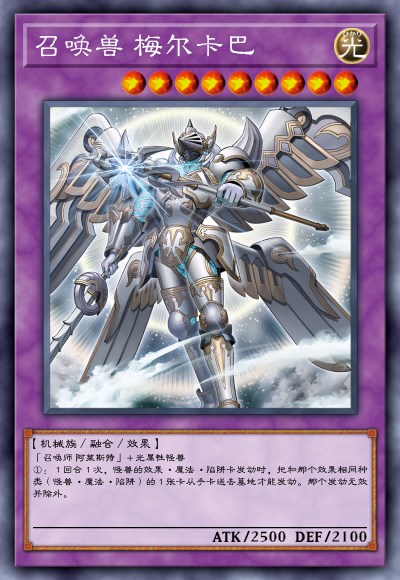 召唤兽 梅尔卡巴
ひかり
光
【机械族／融合／效果】
「召唤师 阿莱斯特」＋光属性怪兽
①：1回合1次，怪兽的效果·魔法·陷阱卡发动时，把和那个效果相同种
类（怪兽·魔法·陷阱）的1张卡从手卡送去墓地才能发动。那个发动无效
并除外。
ATK/2500 DEF/2100